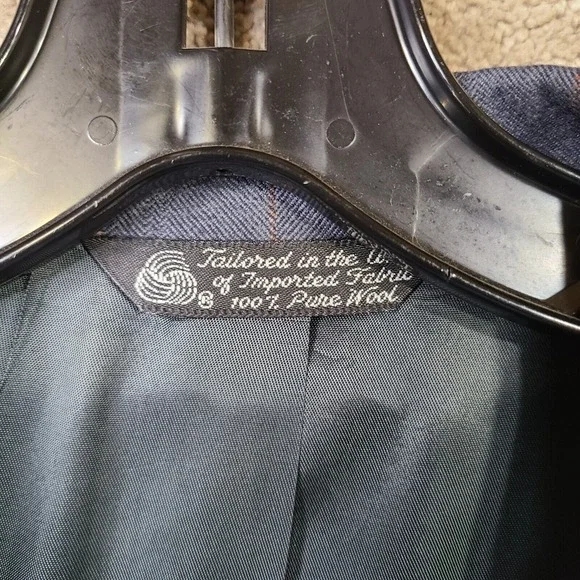 Tailored in the U.
of Imported Fabric
® 100% Pure Wool